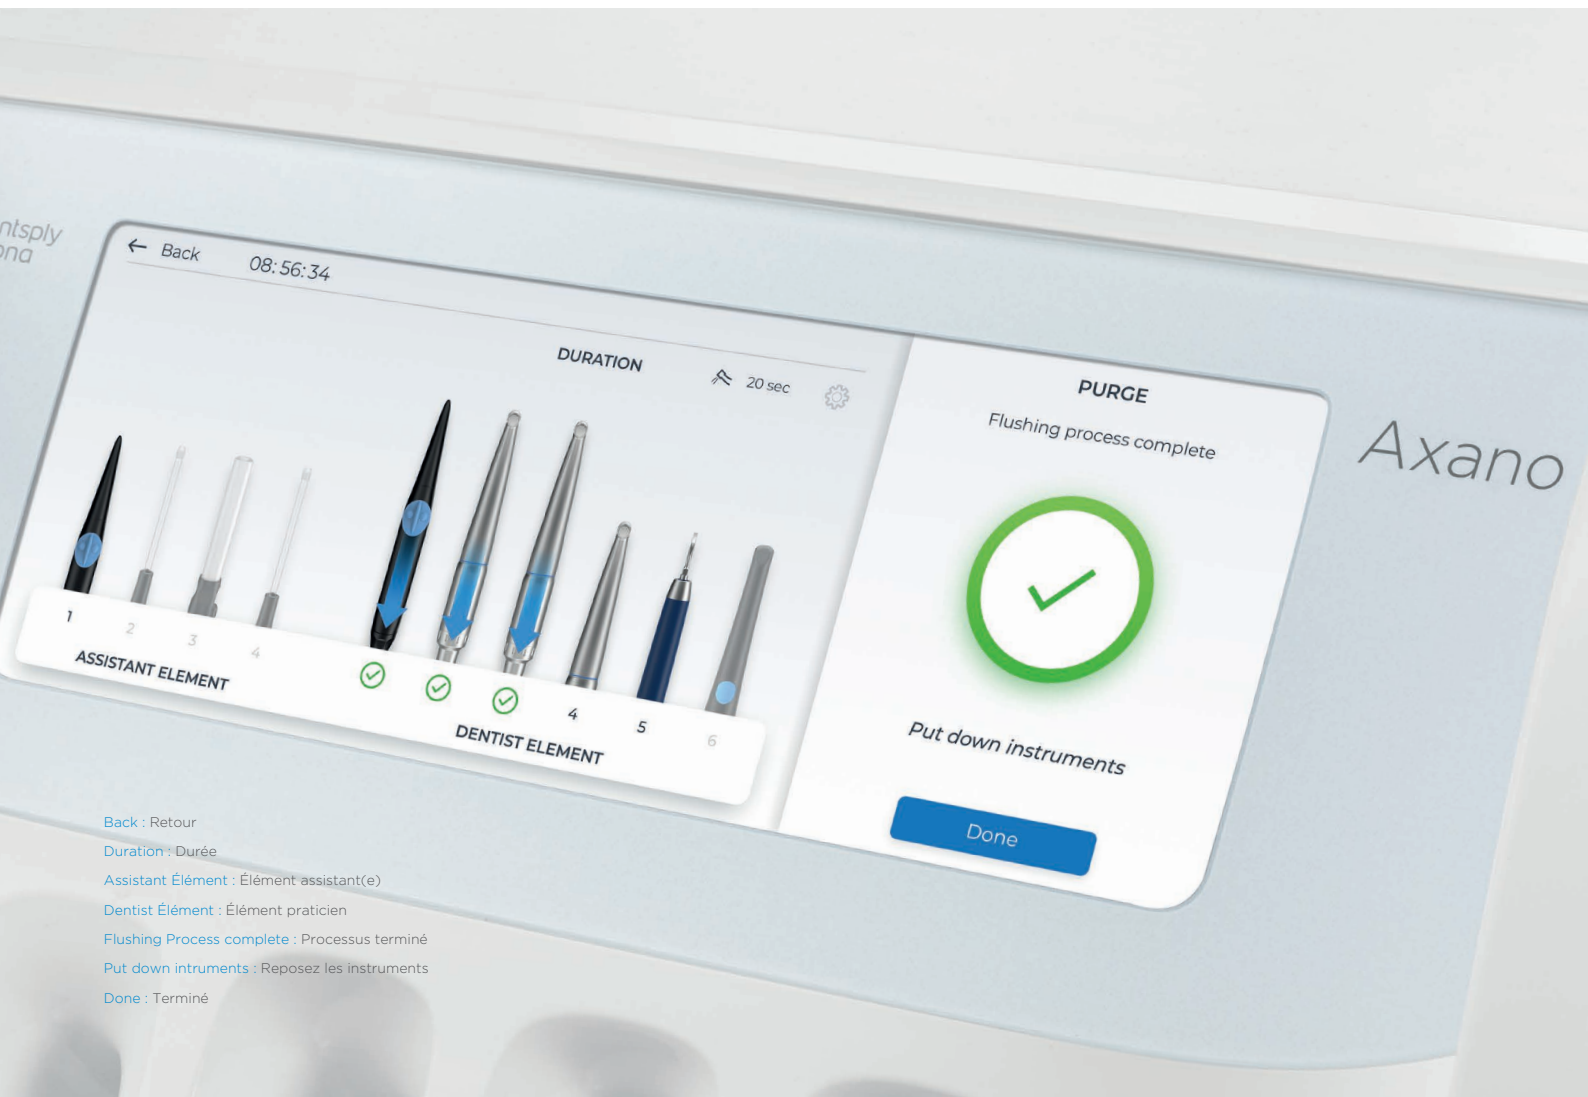 ← Back 08:56:34
DURATION 20 sec
1 2 3 4
ASSISTANT ELEMENT
4 5 6
DENTIST ELEMENT
PURGE
Flushing process complete
Put down instruments
Done
Axano
Back : Retour
Duration : Durée
Assistant Élément : Élément assistant(e)
Dentist Élément : Élément praticien
Flushing Process complete : Processus terminé
Put down intruments : Reposez les instruments
Done : Terminé